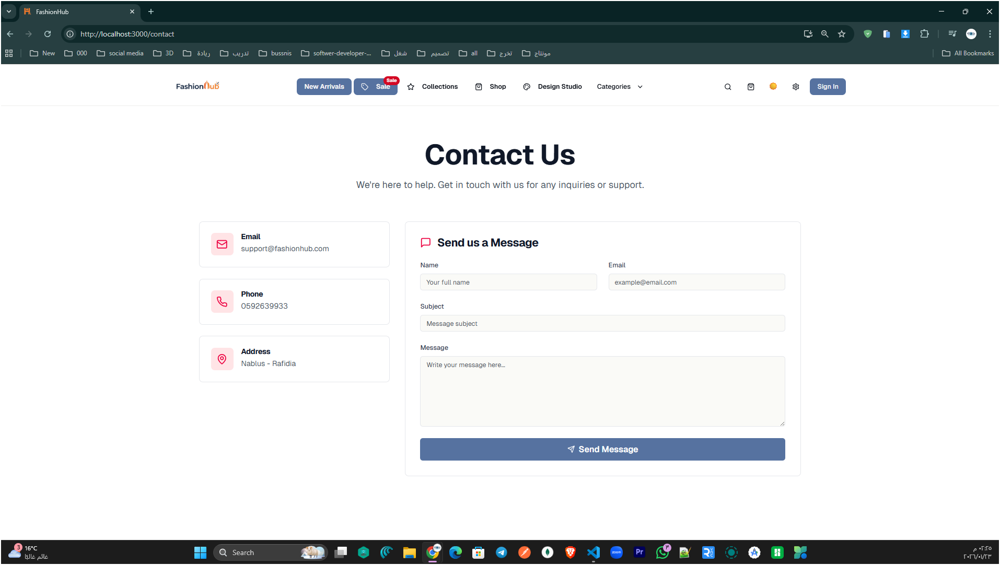 FashionHub
http://localhost:3000/contact
New
000
social media
3D
ريادة
تدريب
bussnis
softwer-developer-...
شغل
تصميم
all
تخرج
مونتاج
All Bookmarks
FashionHub
New Arrivals
Sale
Sale
Collections
Shop
Design Studio
Categories
Sign In
Contact Us
We're here to help. Get in touch with us for any inquiries or support.
Email
support@fashionhub.com
Phone
0592639933
Address
Nablus - Rafidia
Send us a Message
Name
Your full name
Email
example@email.com
Subject
Message subject
Message
Write your message here...
Send Message
3
16°C
غائم غالبًا
Search
zoom
Pr
٣
٠٢:٢٥ م
٢٠٢٦/٠١/٢٣